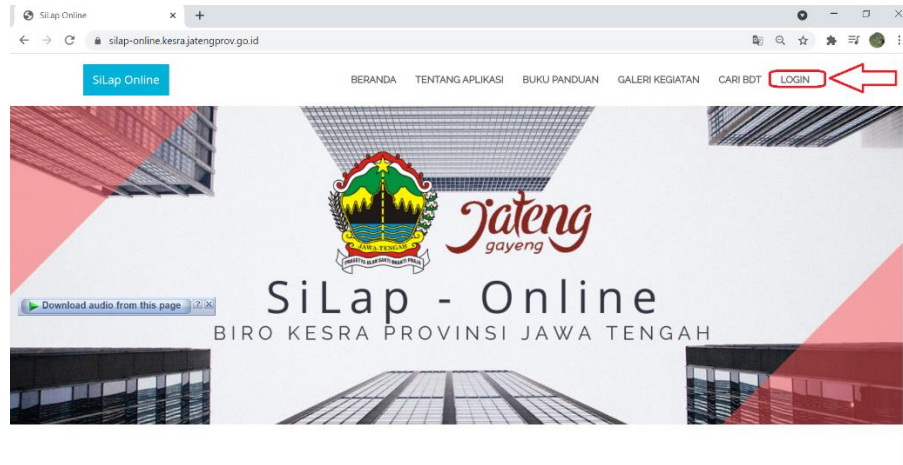 SiLap Online
silap-online.kesra.jatengprov.go.id
SiLap Online
BERANDA TENTANG APLIKASI BUKU PANDUAN GALERI KEGIATAN CARI BDT LOGIN
JAWA TENGAH
jateng
gayeng
Download audio from this page
SiLap - Online
BIRO KESRA PROVINSI JAWA TENGAH